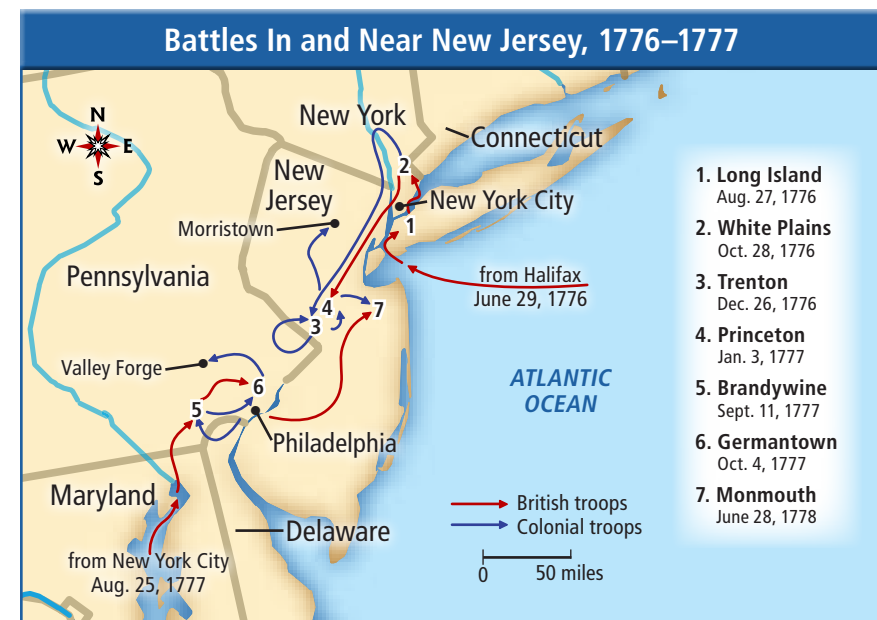 Battles In and Near New Jersey, 1776–1777
N
W
E
S
New York
Connecticut
2
New
Jersey
New York City
Morristown
1
Pennsylvania
from Halifax
June 29, 1776
4
7
3
Valley Forge
6
5
Philadelphia
ATLANTIC
OCEAN
Maryland
Delaware
from New York City
Aug. 25, 1777
British troops
Colonial troops
0
50 miles
1. Long Island
Aug. 27, 1776
2. White Plains
Oct. 28, 1776
3. Trenton
Dec. 26, 1776
4. Princeton
Jan. 3, 1777
5. Brandywine
Sept. 11, 1777
6. Germantown
Oct. 4, 1777
7. Monmouth
June 28, 1778